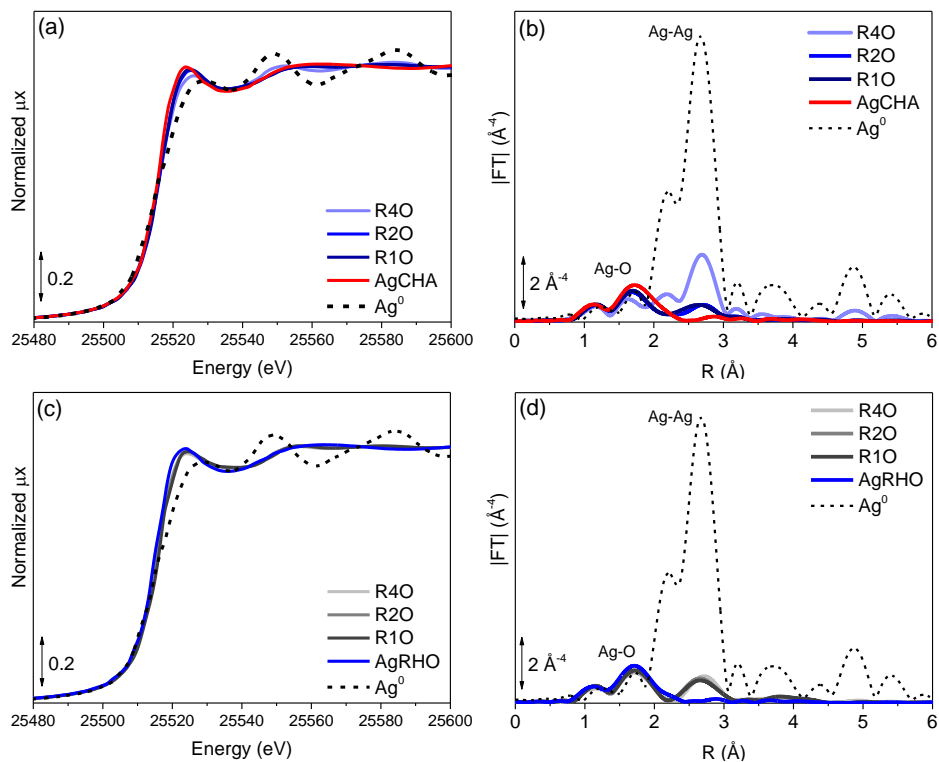 (a)
Normalized µx
0.2
R4O
R2O
R1O
AgCHA
Ag⁰
25480 25500 25520 25540 25560 25580 25600
Energy (eV)
(b)
|FT| (Å⁻⁴)
2 Å⁻⁴
Ag-Ag
Ag-O
R4O
R2O
R1O
AgCHA
Ag⁰
0 1 2 3 4 5 6
R (Å)
(c)
Normalized µx
0.2
R4O
R2O
R1O
AgRHO
Ag⁰
25480 25500 25520 25540 25560 25580 25600
Energy (eV)
(d)
|FT| (Å⁻⁴)
2 Å⁻⁴
Ag-Ag
Ag-O
R4O
R2O
R1O
AgRHO
Ag⁰
0 1 2 3 4 5 6
R (Å)